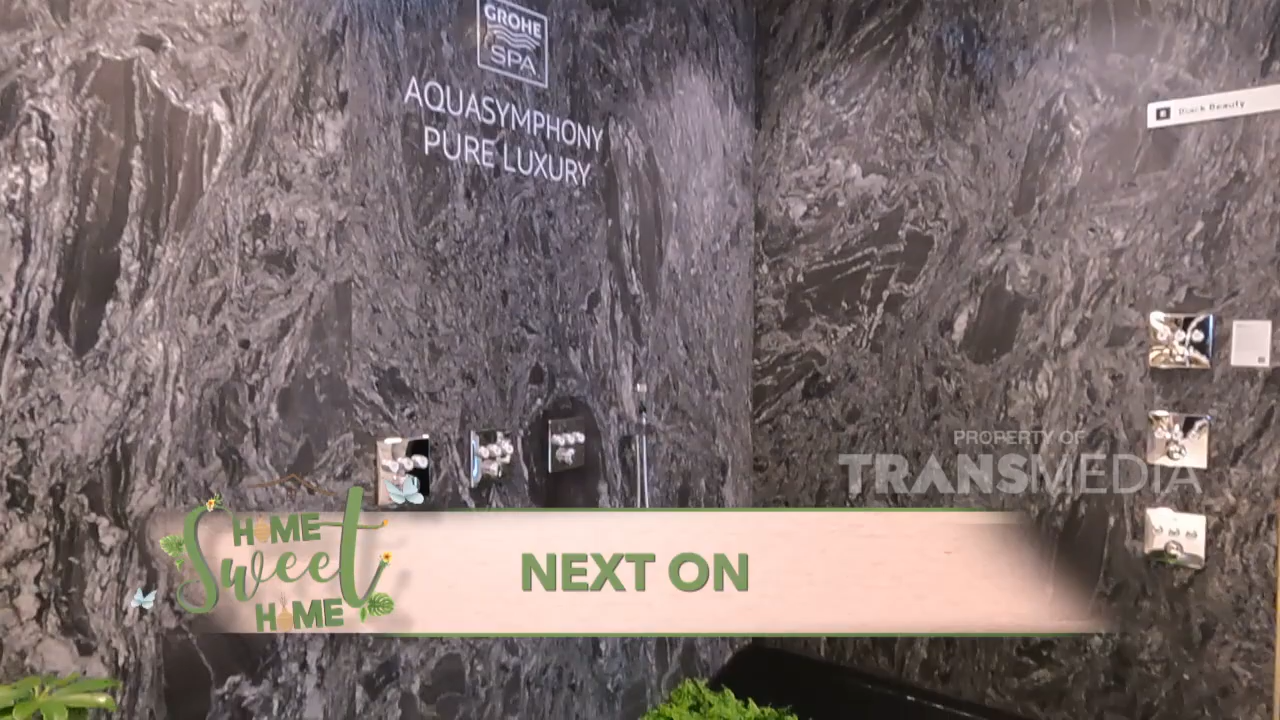 GROHE
SPA
AQUASYMPHONY
PURE LUXURY
Black Beauty
PROPERTY OF
TRANSMEDIA
HOME
Sweet
HOME
NEXT ON